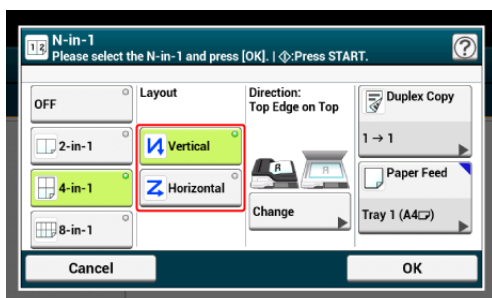 N-in-1
Please select the N-in-1 and press [OK]. | :Press START.
OFF
2-in-1
4-in-1
8-in-1
Layout
Vertical
Horizontal
Direction:
Top Edge on Top
Change
Duplex Copy
1 → 1
Paper Feed
Tray 1 (A4)
Cancel
OK